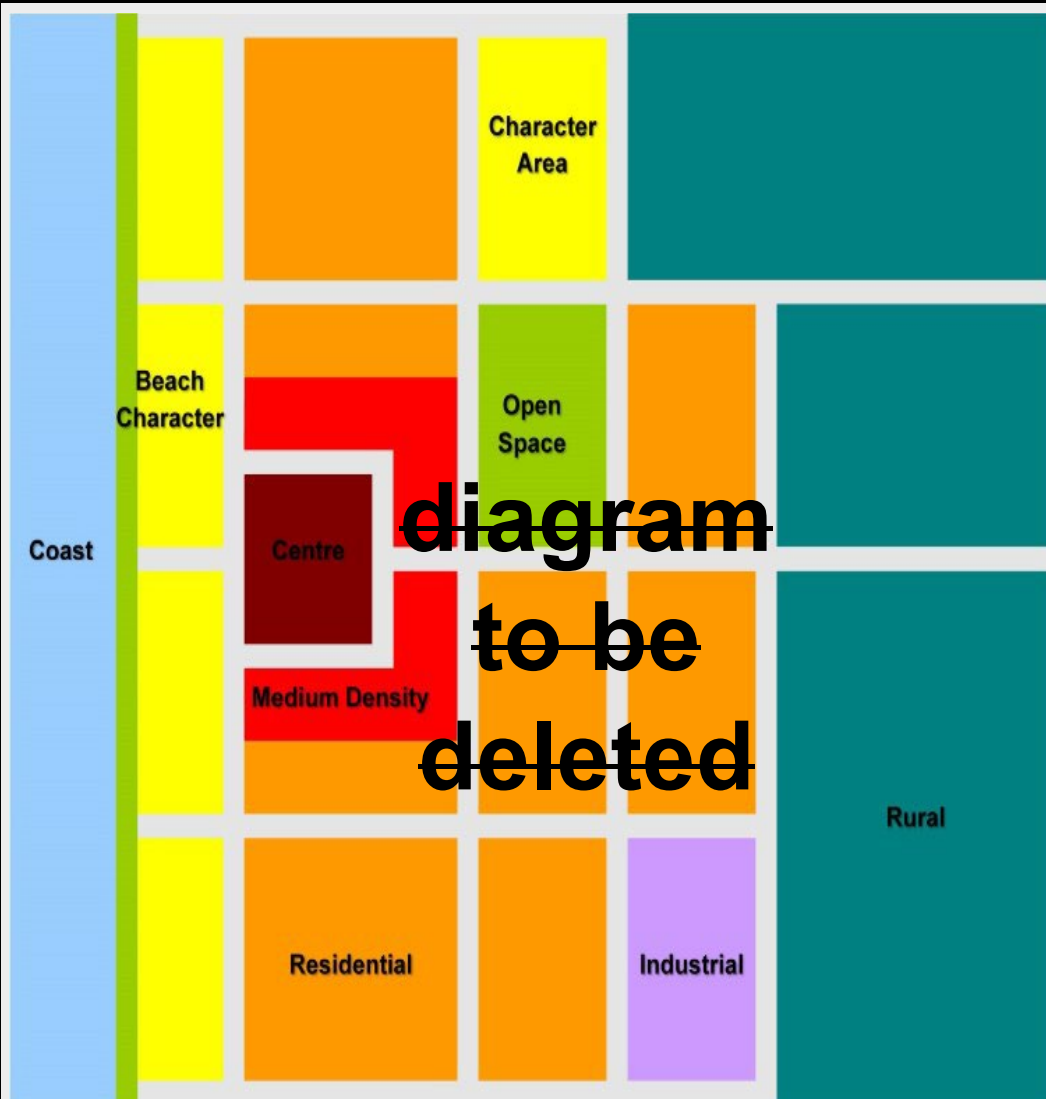 Character
Area
Beach
Character
Open
Space
Coast
Centre
diagram
to be
deleted
Medium Density
Rural
Residential
Industrial